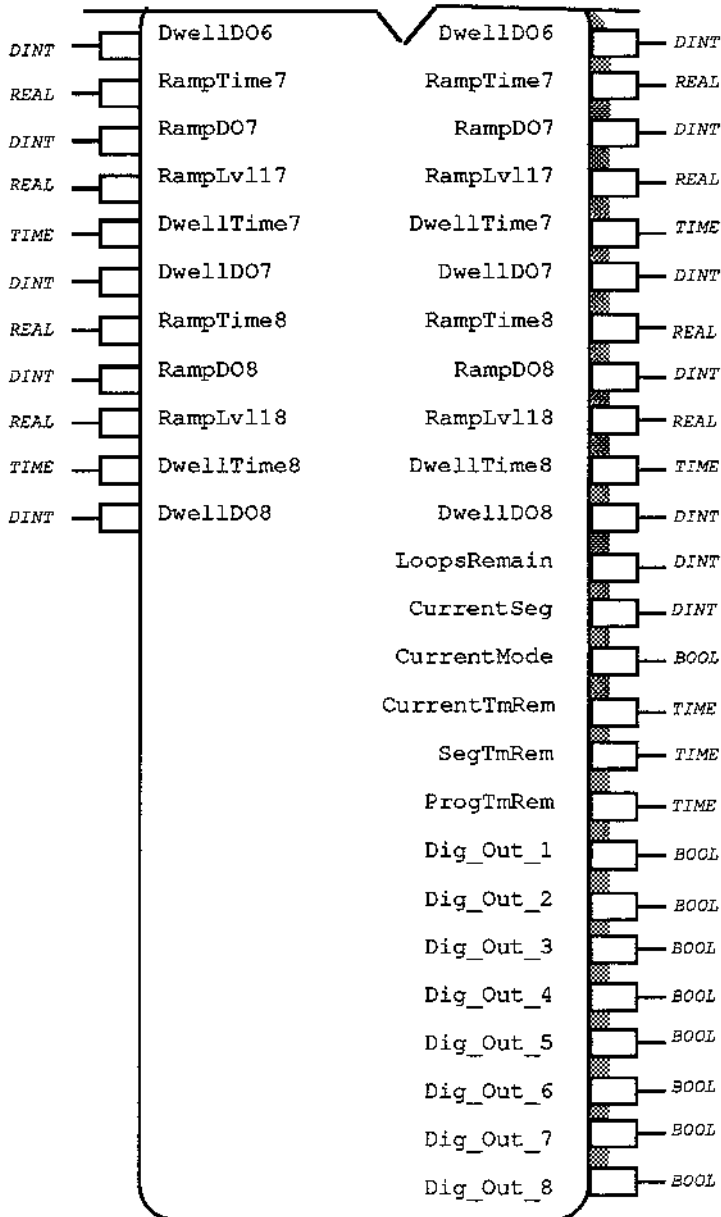 DINT DwellDO6 DwellDO6 DINT
REAL RampTime7 RampTime7 REAL
DINT RampDO7 RampDO7 DINT
REAL RampLvl17 RampLvl17 REAL
TIME DwellTime7 DwellTime7 TIME
DINT DwellDO7 DwellDO7 DINT
REAL RampTime8 RampTime8 REAL
DINT RampDO8 RampDO8 DINT
REAL RampLvl18 RampLvl18 REAL
TIME DwellTime8 DwellTime8 TIME
DINT DwellDO8 DwellDO8 DINT
LoopsRemain DINT
CurrentSeg DINT
CurrentMode BOOL
CurrentTmRem TIME
SegTmRem TIME
ProgTmRem TIME
Dig_Out_1 BOOL
Dig_Out_2 BOOL
Dig_Out_3 BOOL
Dig_Out_4 BOOL
Dig_Out_5 BOOL
Dig_Out_6 BOOL
Dig_Out_7 BOOL
Dig_Out_8 BOOL